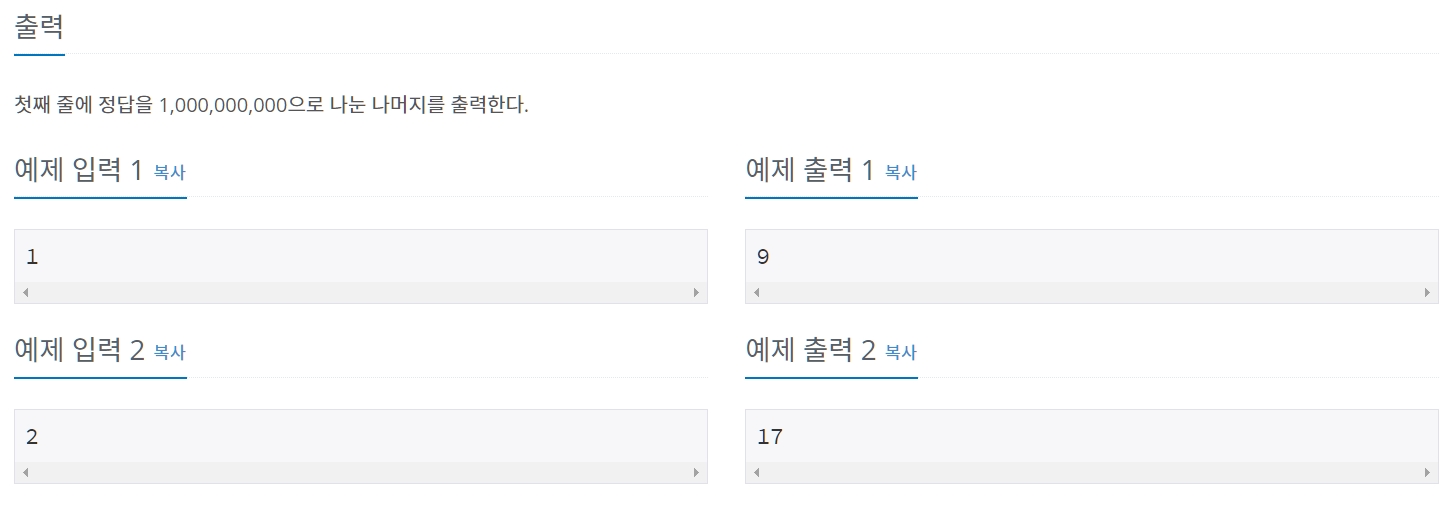 출력
첫째 줄에 정답을 1,000,000,000으로 나눈 나머지를 출력한다.
예제 입력 1 복사
예제 출력 1 복사
1
9
예제 입력 2 복사
예제 출력 2 복사
2
17